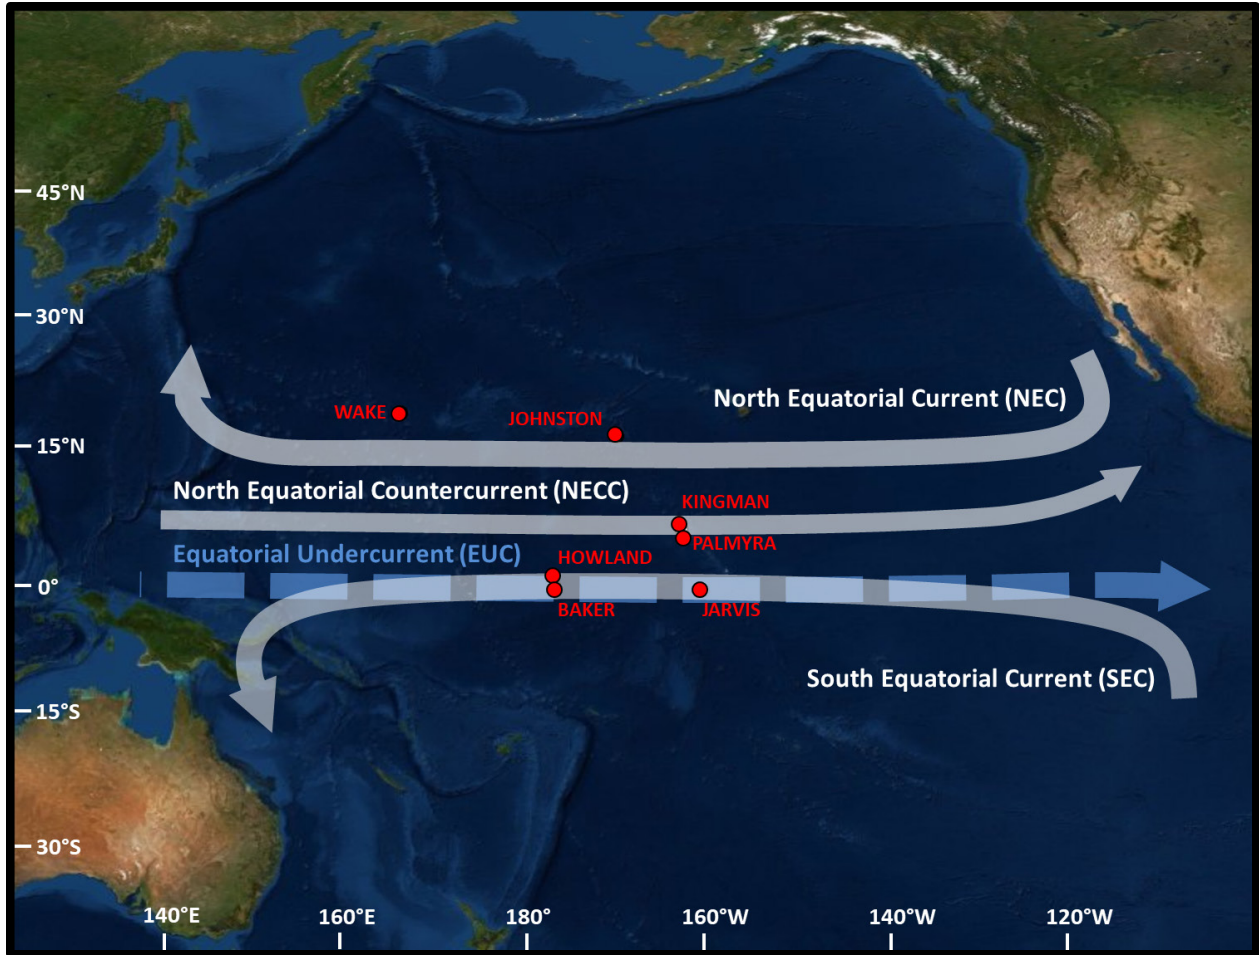 45°N
30°N
North Equatorial Current (NEC)
WAKE
JOHNSTON
15°N
North Equatorial Countercurrent (NECC)
KINGMAN
PALMYRA
Equatorial Undercurrent (EUC)
HOWLAND
0°
BAKER
JARVIS
South Equatorial Current (SEC)
15°S
30°S
140°E
160°E
180°
160°W
140°W
120°W